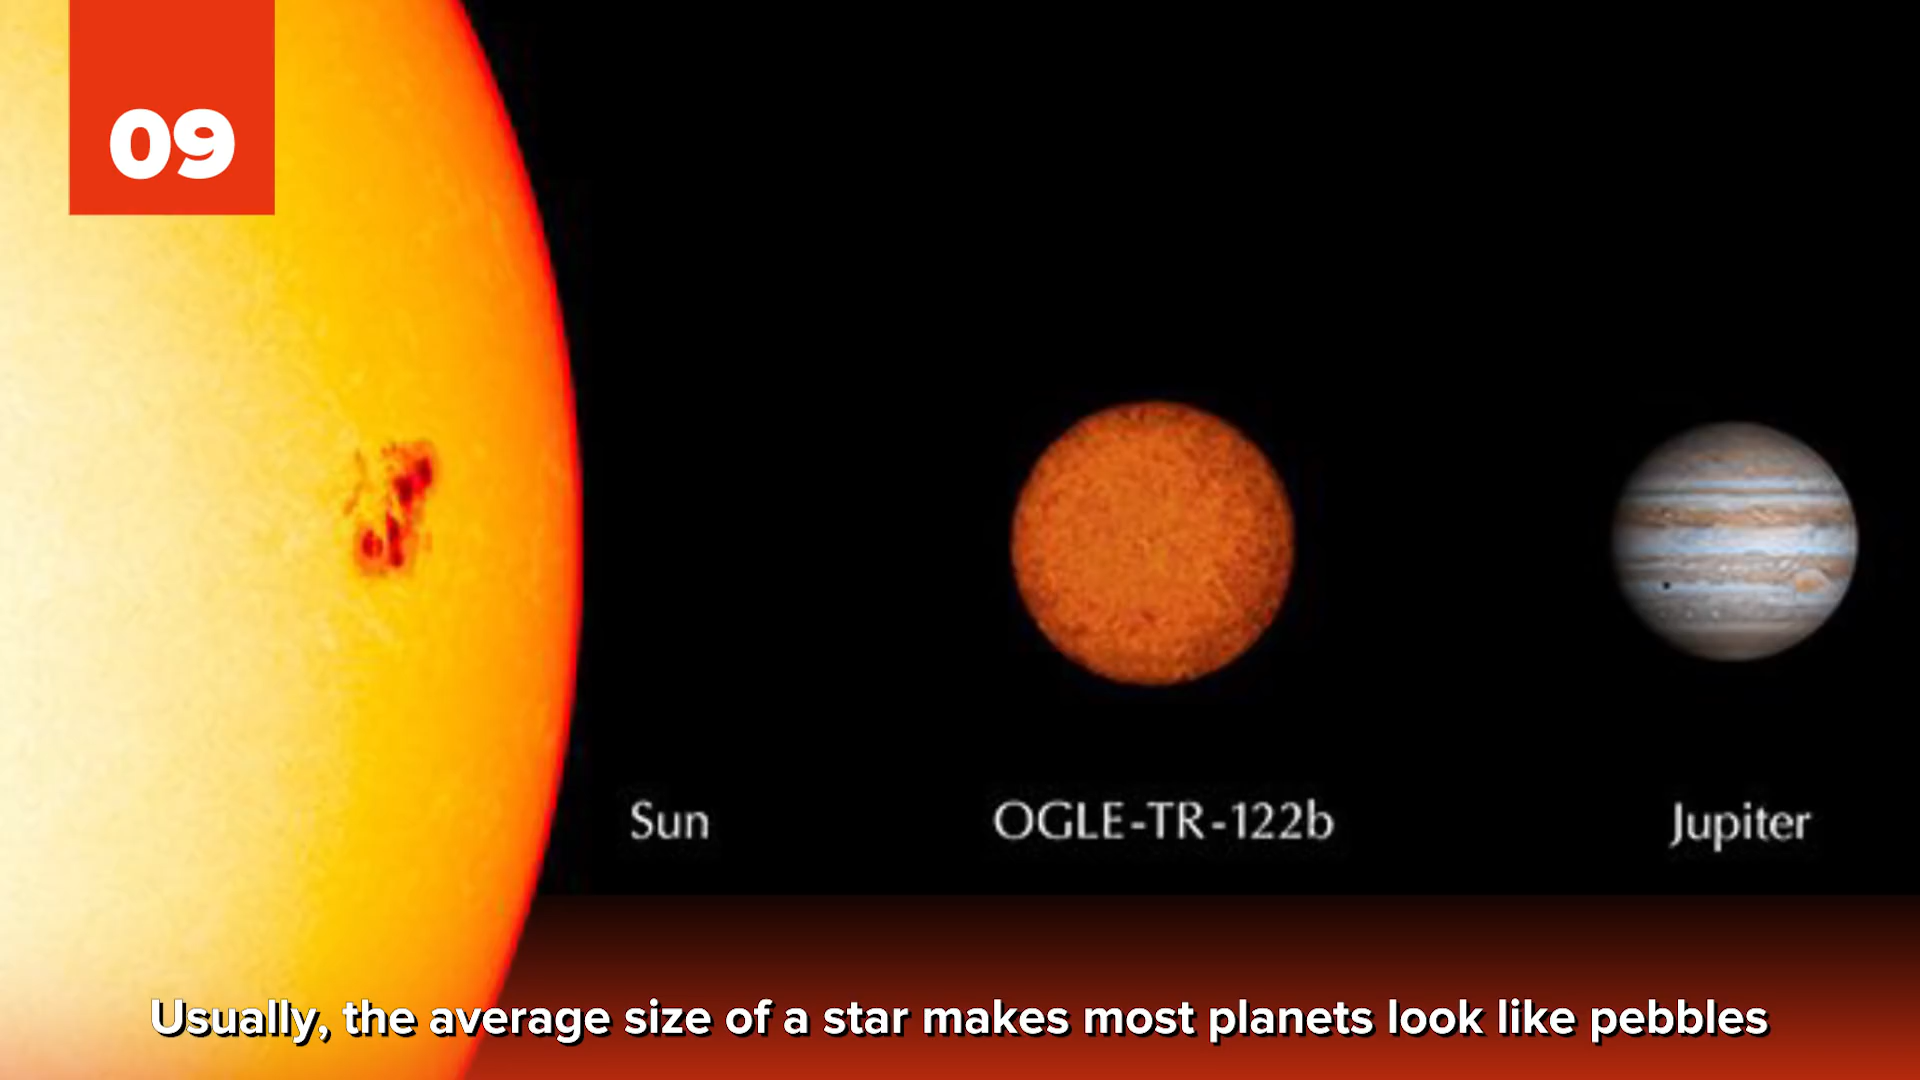 09
Sun
OGLE-TR-122b
Jupiter
Usually, the average size of a star makes most planets look like pebbles